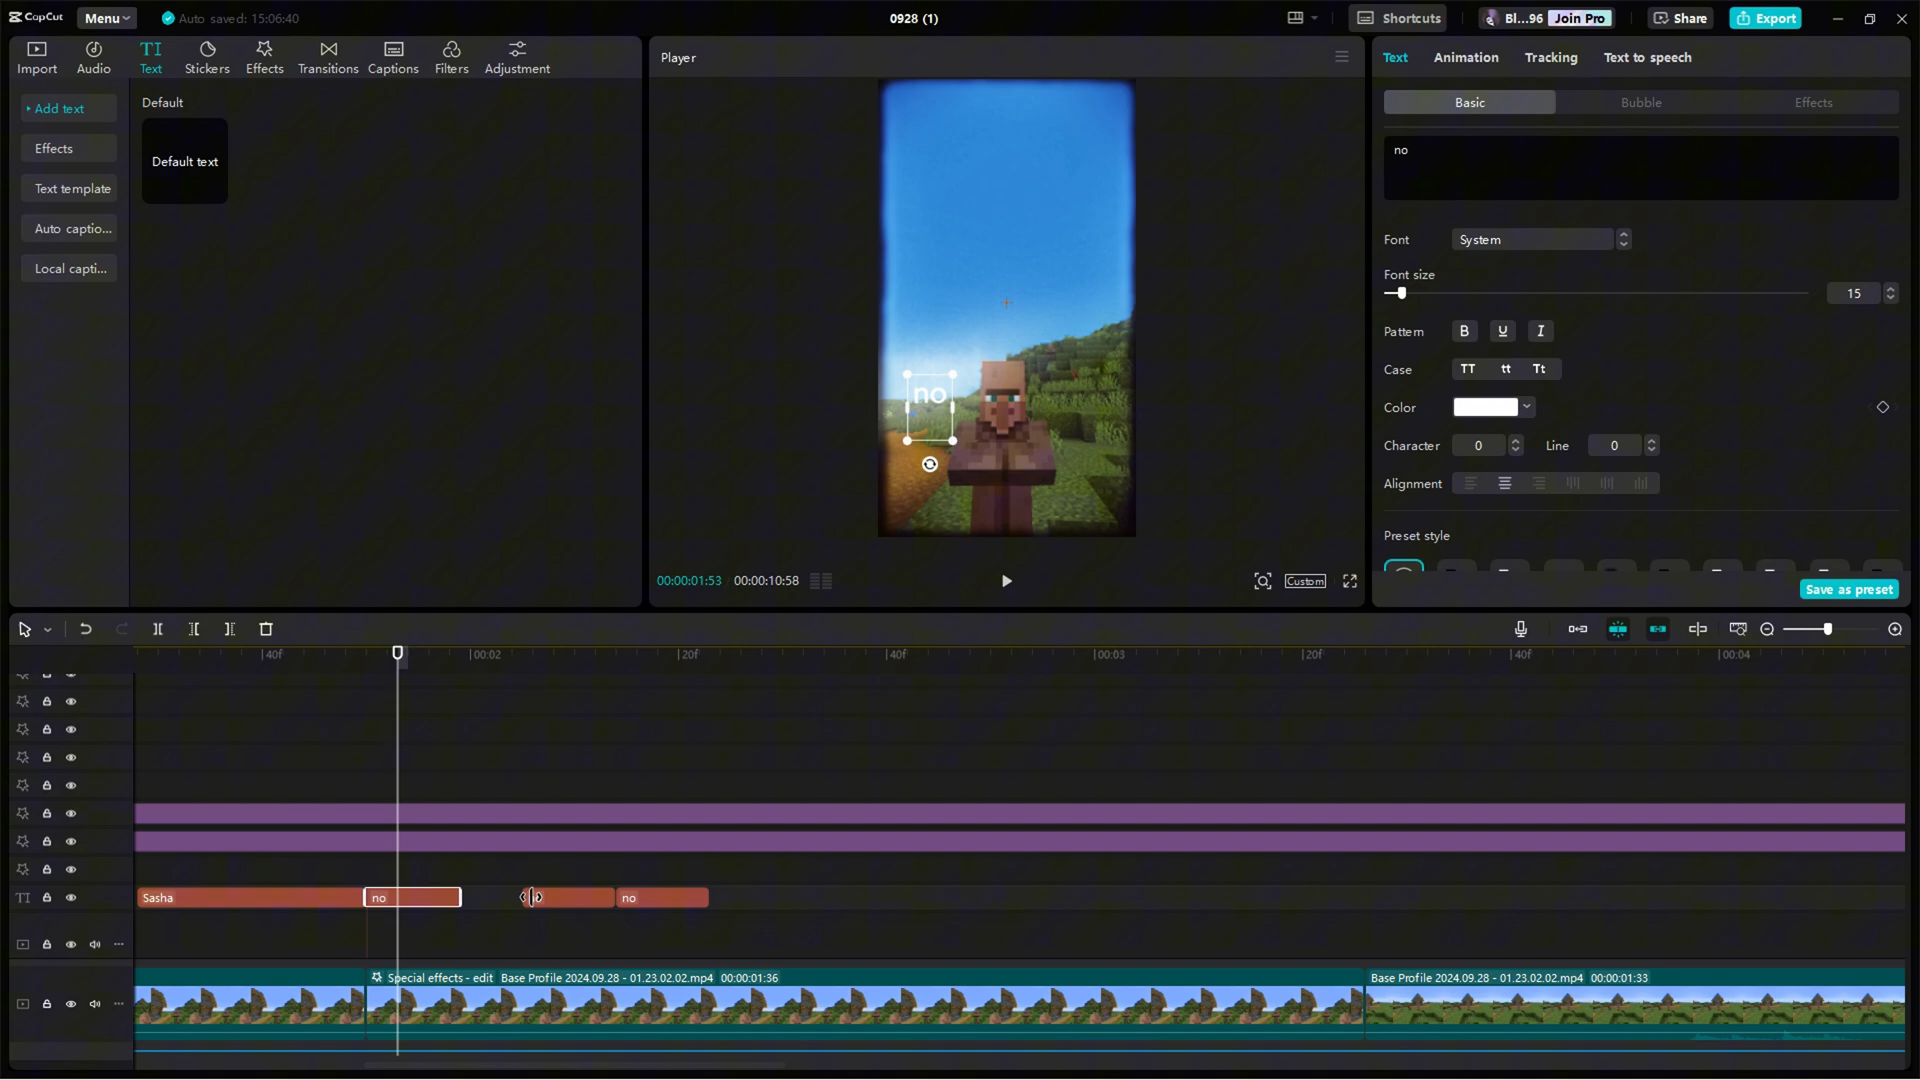 CapCut
Menu
Auto saved: 15:06:40
0928 (1)
Shortcuts
Bl...96
Join Pro
Share
Export
Import
Audio
TI
Text
Stickers
Effects
Transitions
Captions
Filters
Adjustment
Add text
Effects
Text template
Auto captio...
Local capti...
Default
Default text
Player
no
00:00:01:53 / 00:00:10:58
Custom
Text
Animation
Tracking
Text to speech
Basic
Bubble
Effects
no
Font
System
Font size
15
Pattern
B U I
Case
TT tt Tt
Color
Character
0
Line
0
Alignment
Preset style
Save as preset
40f
00:02
20f
40f
00:03
20f
40f
00:04
TI
Sasha
no
no
Special effects - edit Base Profile 2024.09.28 - 01.23.02.02.mp4 00:00:01:36
Base Profile 2024.09.28 - 01.23.02.02.mp4 00:00:01:33